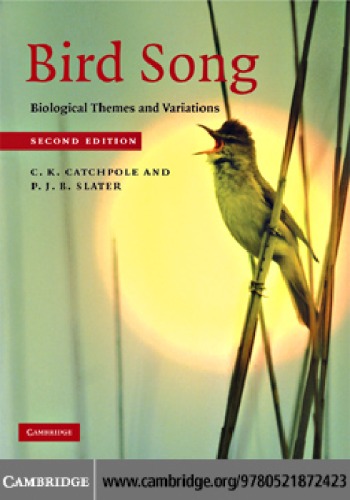 Bird Song
Biological Themes and Variations
SECOND EDITION
C. K. CATCHPOLE AND
P. J. B. SLATER
CAMBRIDGE
CAMBRIDGE
www.cambridge.org/9780521872423